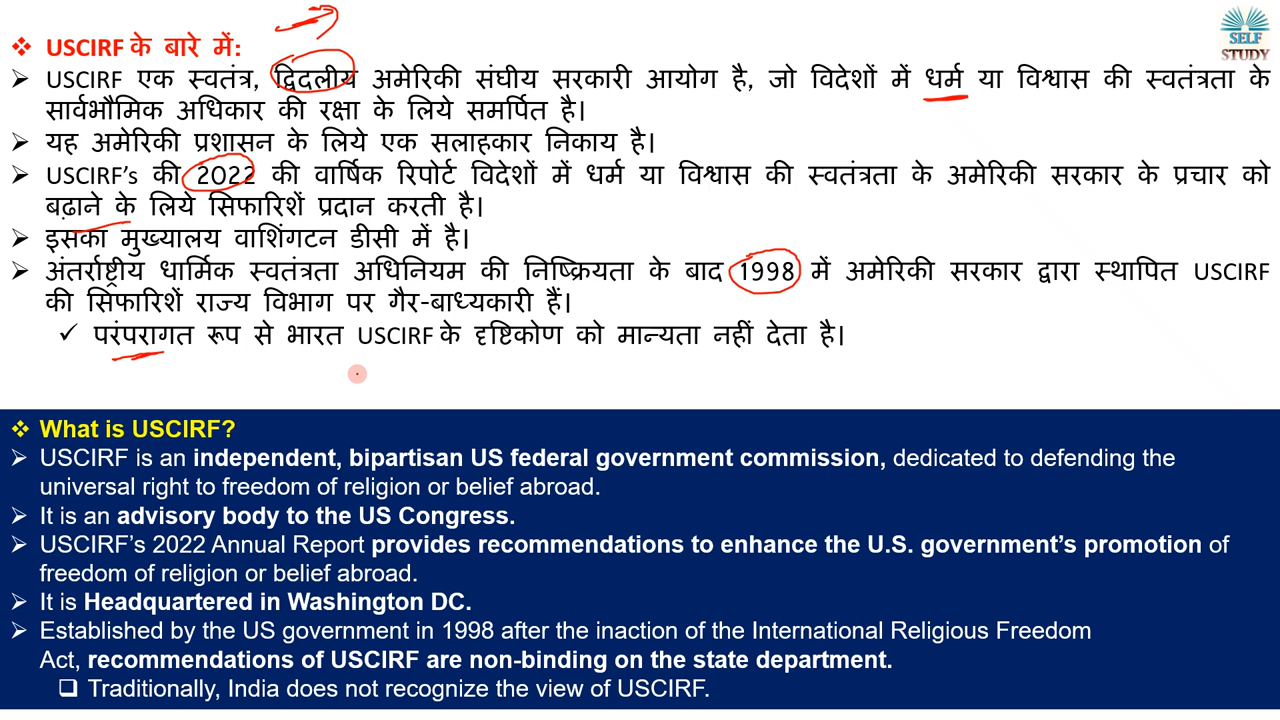 SELF
STUDY
❖ USCIRF के बारे में:
➢ USCIRF एक स्वतंत्र, द्विदलीय अमेरिकी संघीय सरकारी आयोग है, जो विदेशों में धर्म या विश्वास की स्वतंत्रता के
सार्वभौमिक अधिकार की रक्षा के लिये समर्पित है।
➢ यह अमेरिकी प्रशासन के लिये एक सलाहकार निकाय है।
➢ USCIRF’s की 2022 की वार्षिक रिपोर्ट विदेशों में धर्म या विश्वास की स्वतंत्रता के अमेरिकी सरकार के प्रचार को
बढ़ाने के लिये सिफारिशें प्रदान करती है।
➢ इसका मुख्यालय वाशिंगटन डीसी में है।
➢ अंतर्राष्ट्रीय धार्मिक स्वतंत्रता अधिनियम की निष्क्रियता के बाद 1998 में अमेरिकी सरकार द्वारा स्थापित USCIRF
की सिफारिशें राज्य विभाग पर गैर-बाध्यकारी हैं।
✓ परंपरागत रूप से भारत USCIRF के दृष्टिकोण को मान्यता नहीं देता है।
❖ What is USCIRF?
➢ USCIRF is an independent, bipartisan US federal government commission, dedicated to defending the
universal right to freedom of religion or belief abroad.
➢ It is an advisory body to the US Congress.
➢ USCIRF’s 2022 Annual Report provides recommendations to enhance the U.S. government’s promotion of
freedom of religion or belief abroad.
➢ It is Headquartered in Washington DC.
➢ Established by the US government in 1998 after the inaction of the International Religious Freedom
Act, recommendations of USCIRF are non-binding on the state department.
❑ Traditionally, India does not recognize the view of USCIRF.